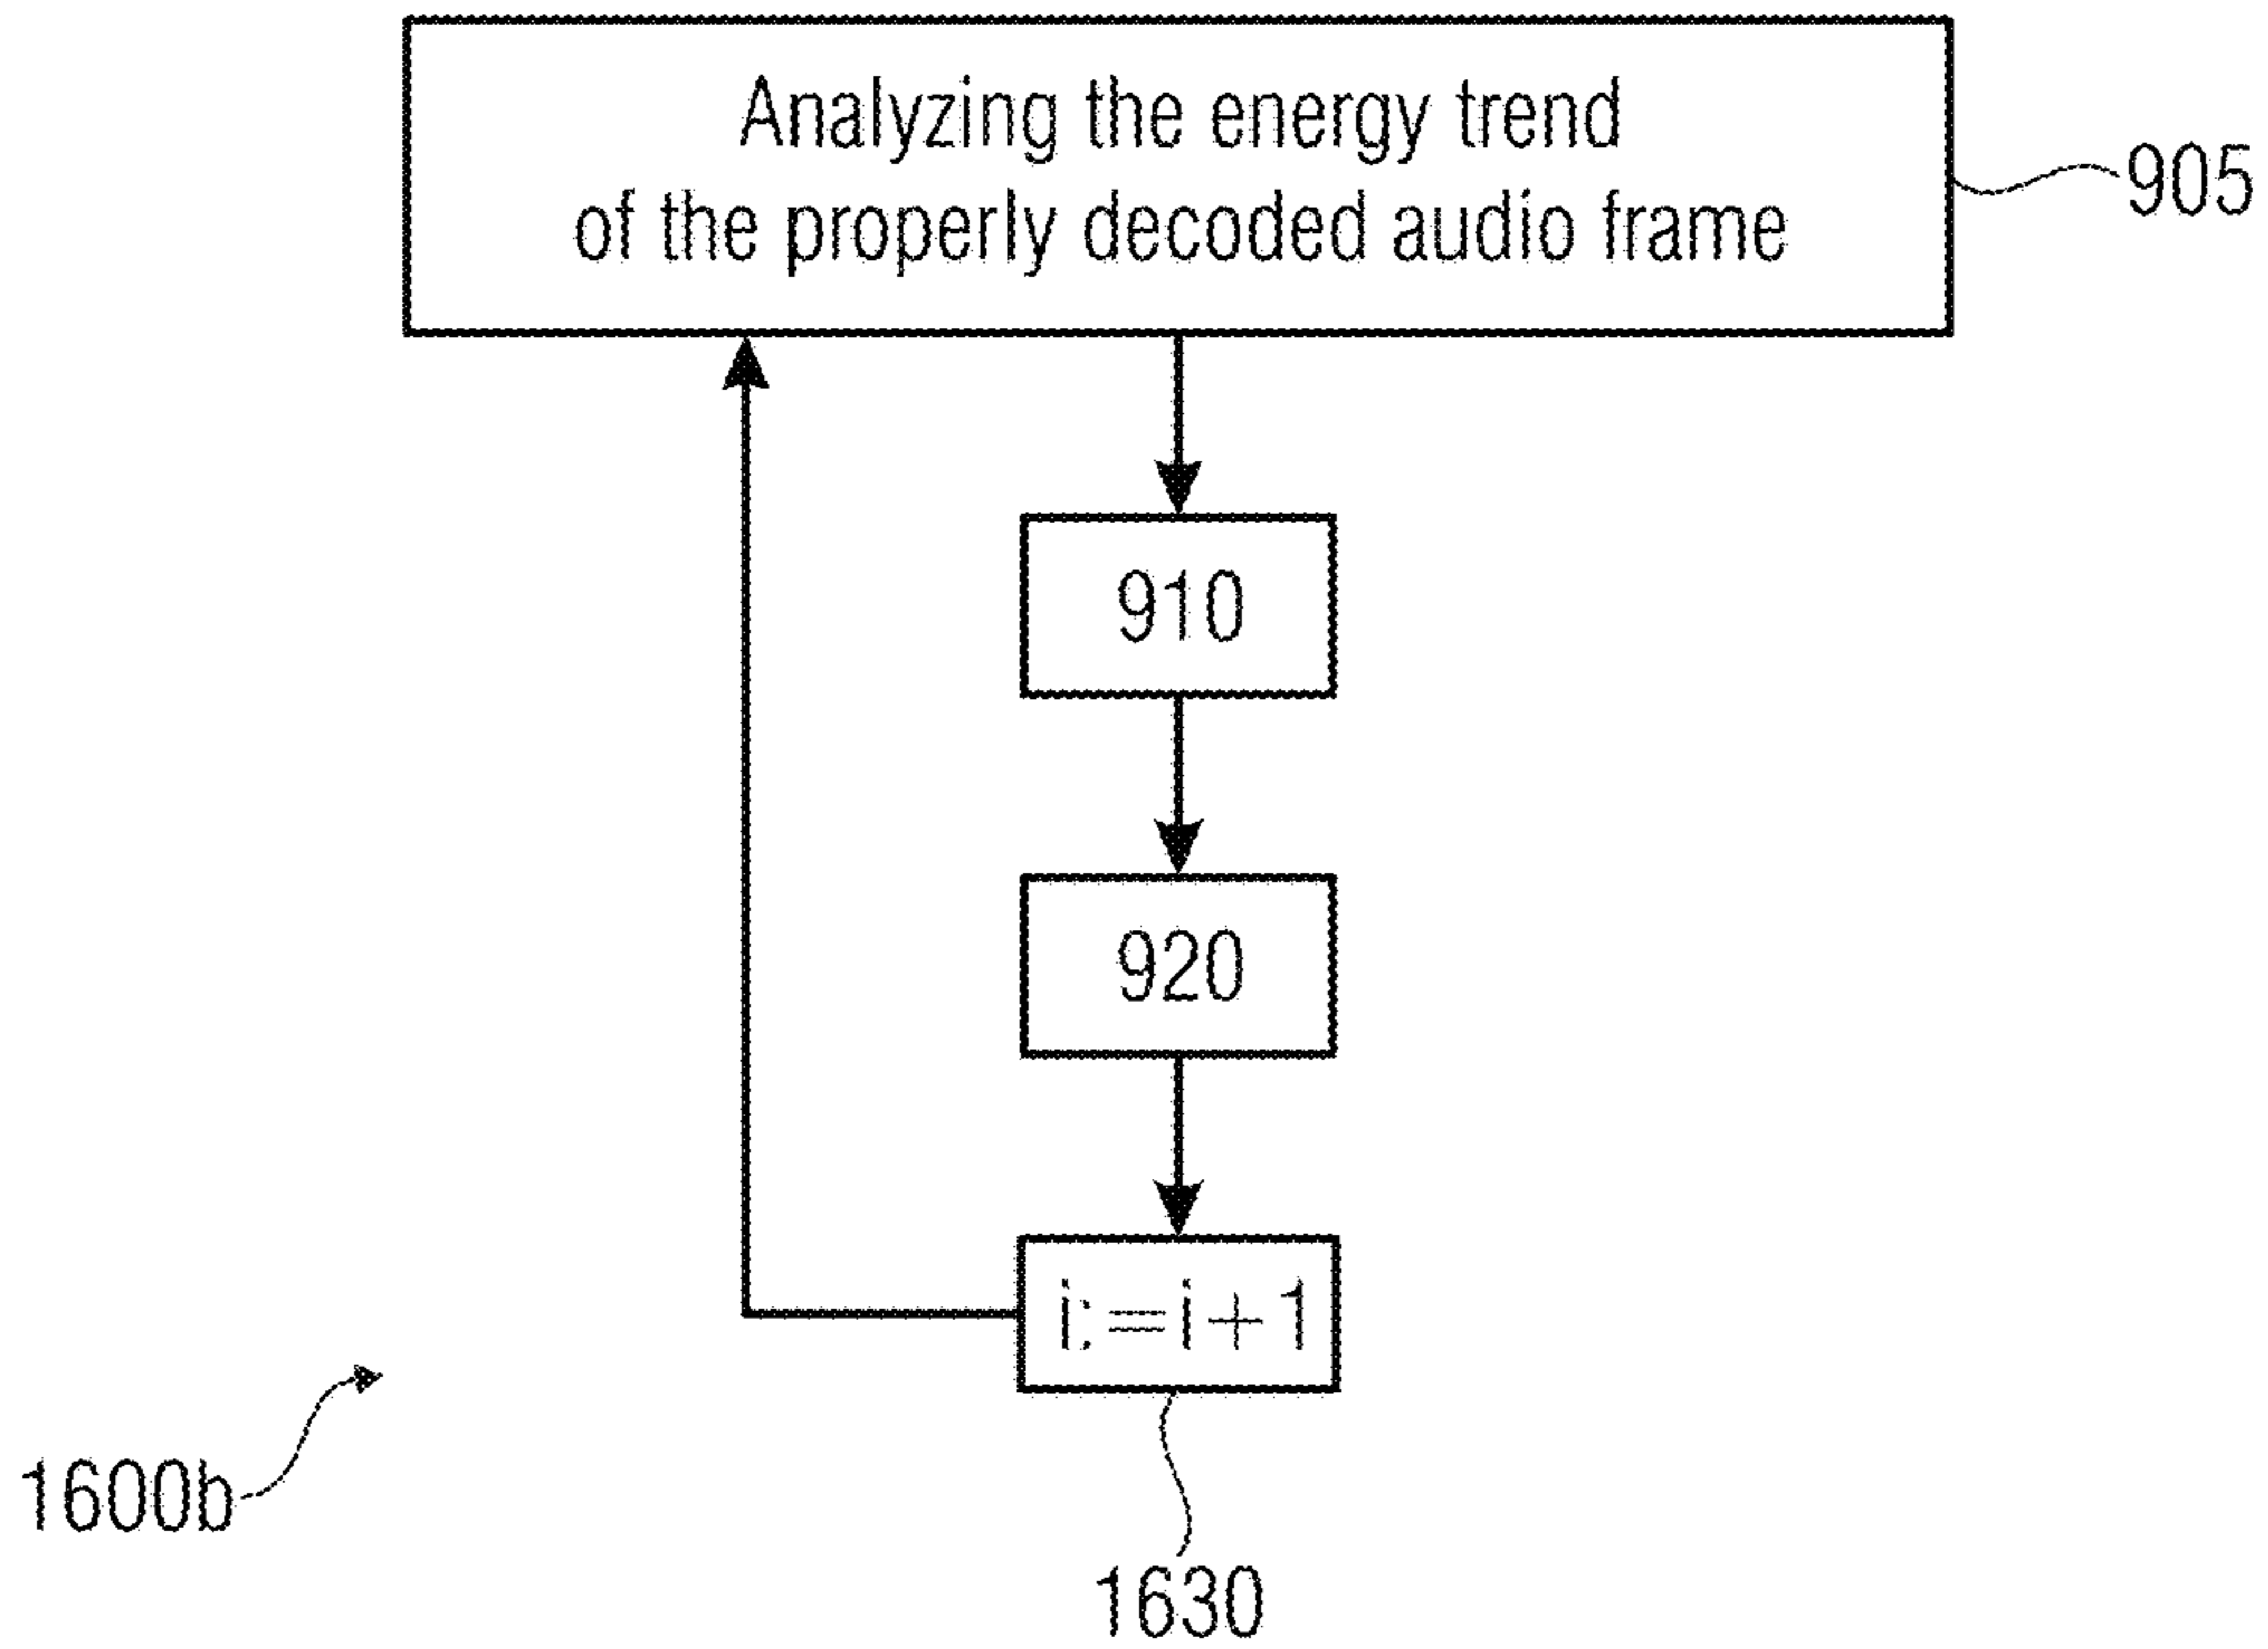 Analyzing the energy trend
of the properly decoded audio frame
905
910
920
i:=i+1
1600b
1630